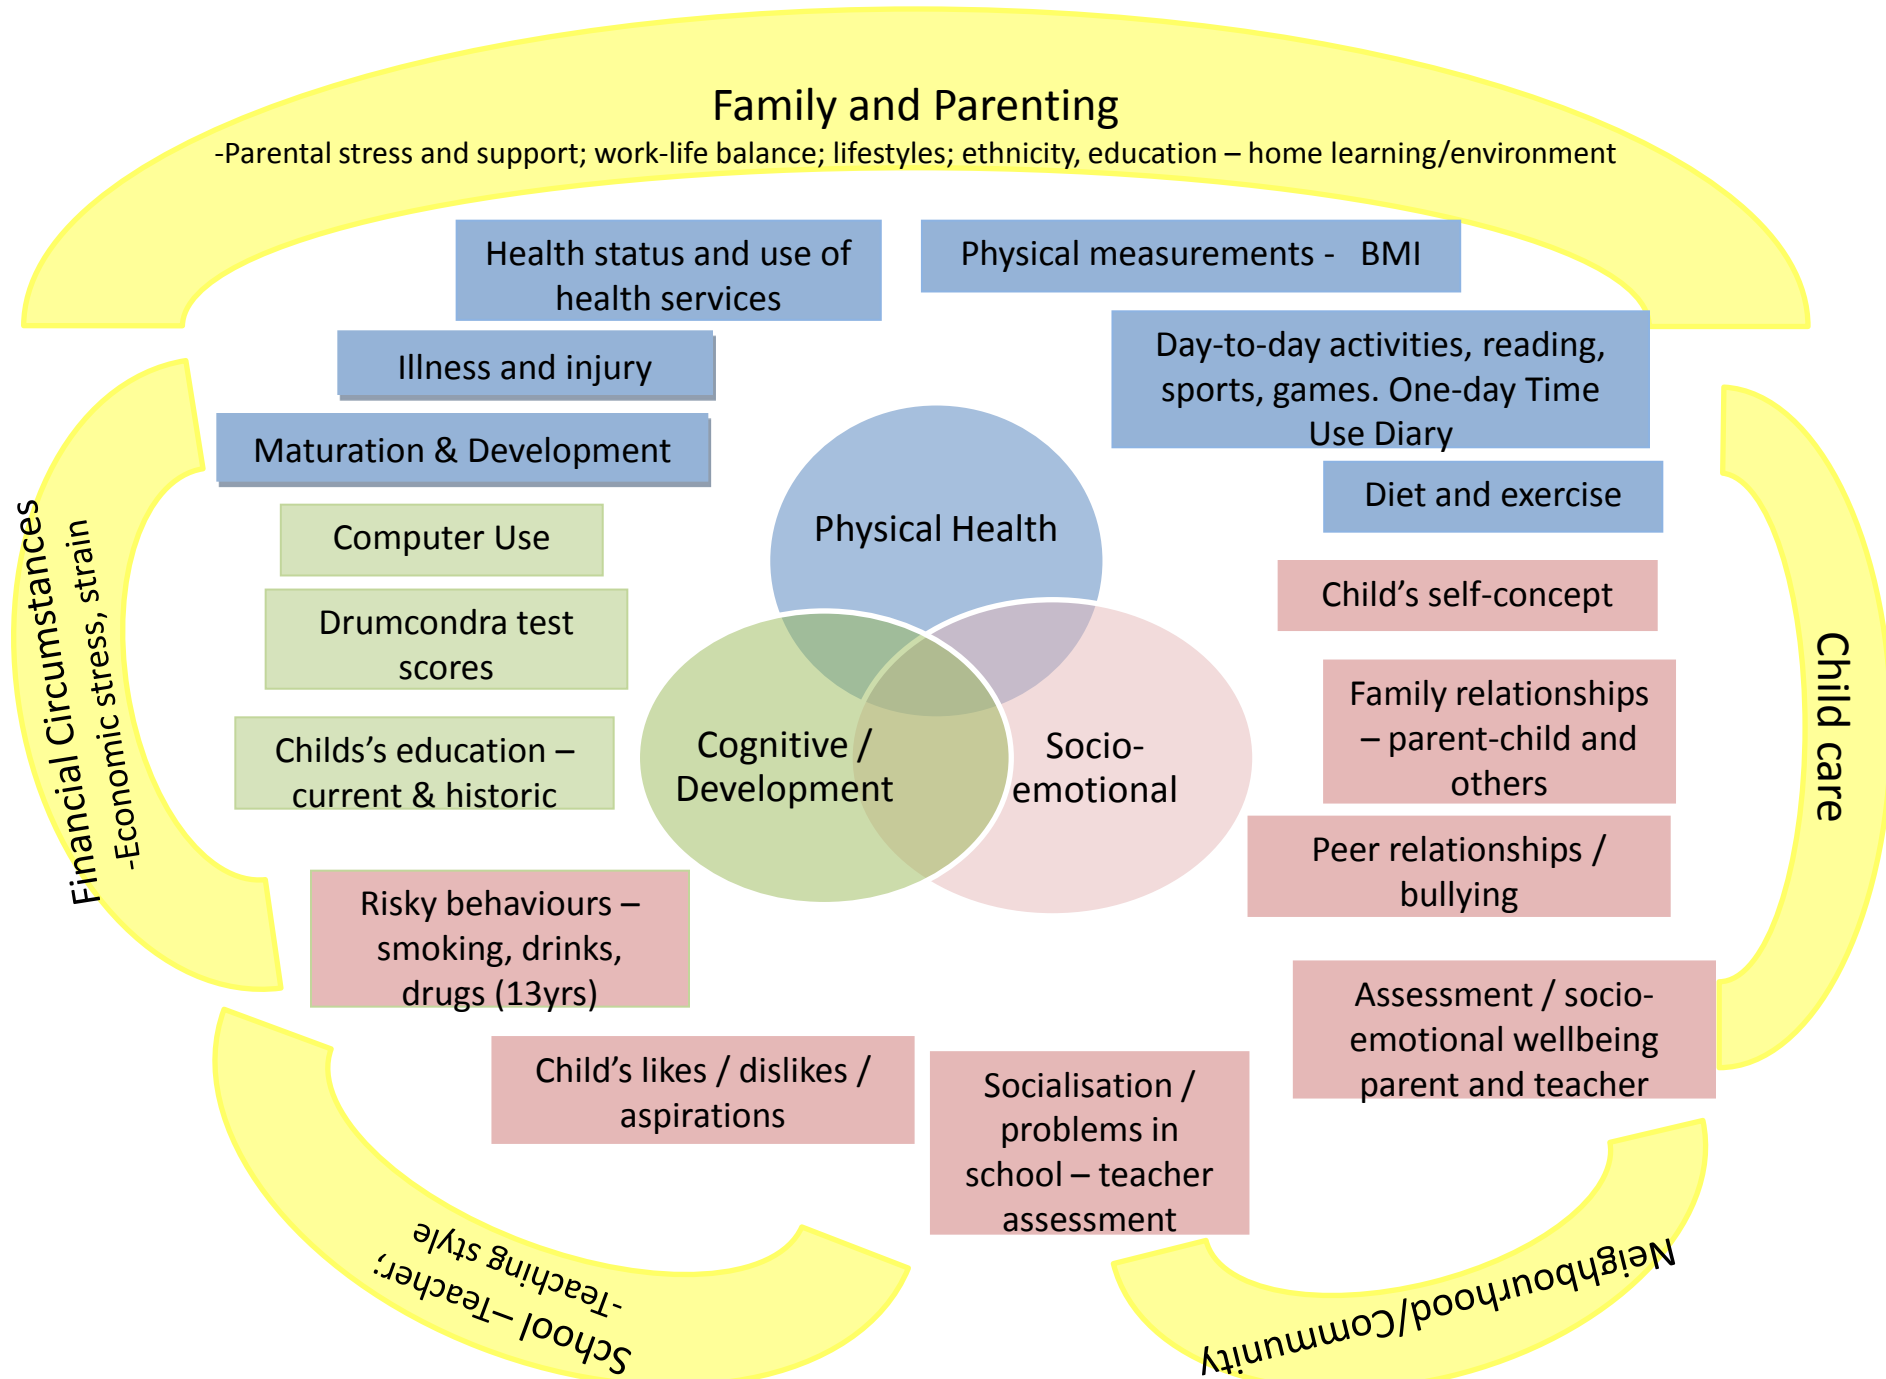 Family and Parenting
-Parental stress and support; work-life balance; lifestyles; ethnicity, education – home learning/environment
Health status and use of
health services
Physical measurements -   BMI
Illness and injury
Day-to-day activities, reading,
sports, games. One-day Time
Use Diary
Maturation & Development
Diet and exercise
Computer Use
Physical Health
Child’s self-concept
Drumcondra test
scores
Family relationships
– parent-child and
others
Childs’s education –
current & historic
Cognitive /
Development
Socio-
emotional
Peer relationships /
bullying
Risky behaviours –
smoking, drinks,
drugs (13yrs)
Assessment / socio-
emotional wellbeing
parent and teacher
Child’s likes / dislikes /
aspirations
Socialisation /
problems in
school – teacher
assessment
Financial Circumstances
-Economic stress, strain
Child care
School –Teacher;
-Teaching style
Neighbourhood/Community